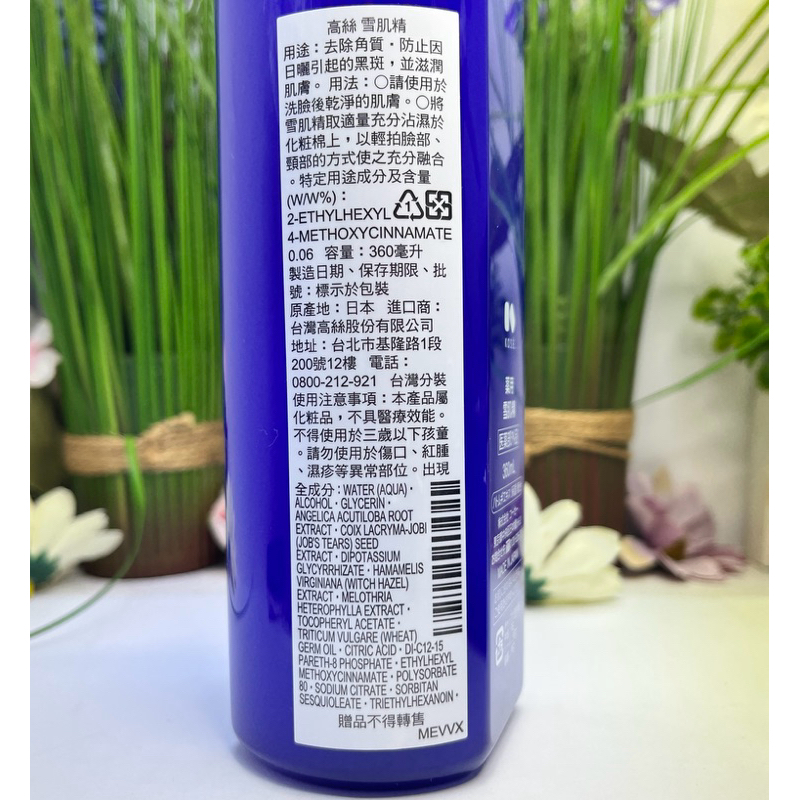 高絲 雪肌精
用途：去除角質・防止因
日曬引起的黑斑，並滋潤
肌膚。 用法：○請使用於
洗臉後乾淨的肌膚。○將
雪肌精取適量充分沾濕於
化粧棉上，以輕拍臉部、
頸部的方式使之充分融合
。特定用途成分及含量
(W/W%)：
2-ETHYLHEXYL
4-METHOXYCINNAMATE
0.06 容量：360毫升
製造日期、保存期限、批
號：標示於包裝
原產地：日本 進口商：
台灣高絲股份有限公司
地址：台北市基隆路1段
200號12樓 電話：
0800-212-921 台灣分裝
使用注意事項：本產品屬
化粧品，不具醫療效能。
不得使用於三歲以下孩童
。請勿使用於傷口、紅腫
、濕疹等異常部位。出現
全成分：WATER (AQUA)・
ALCOHOL・GLYCERIN・
ANGELICA ACUTILOBA ROOT
EXTRACT・COIX LACRYMA-JOBI
(JOB'S TEARS) SEED
EXTRACT・DIPOTASSIUM
GLYCYRRHIZATE・HAMAMELIS
VIRGINIANA (WITCH HAZEL)
EXTRACT・MELOTHRIA
HETEROPHYLLA EXTRACT・
TOCOPHERYL ACETATE・
TRITICUM VULGARE (WHEAT)
GERM OIL・CITRIC ACID・DI-C12-15
PARETH-8 PHOSPHATE・ETHYLHEXYL
METHOXYCINNAMATE・POLYSORBATE
80・SODIUM CITRATE・SORBITAN
SESQUIOLEATE・TRIETHYLHEXANOIN・
贈品不得轉售
MEVVX
KOSÉ
薬用
雪肌精
医薬部外品
360mL